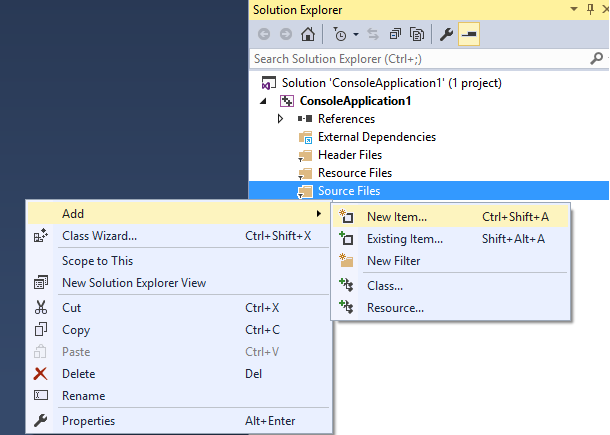 Solution Explorer
Search Solution Explorer (Ctrl+;)
Solution 'ConsoleApplication1' (1 project)
ConsoleApplication1
References
External Dependencies
Header Files
Resource Files
Source Files
Add
Class Wizard... Ctrl+Shift+X
Scope to This
New Solution Explorer View
Cut Ctrl+X
Copy Ctrl+C
Paste Ctrl+V
Delete Del
Rename
Properties Alt+Enter
New Item... Ctrl+Shift+A
Existing Item... Shift+Alt+A
New Filter
Class...
Resource...